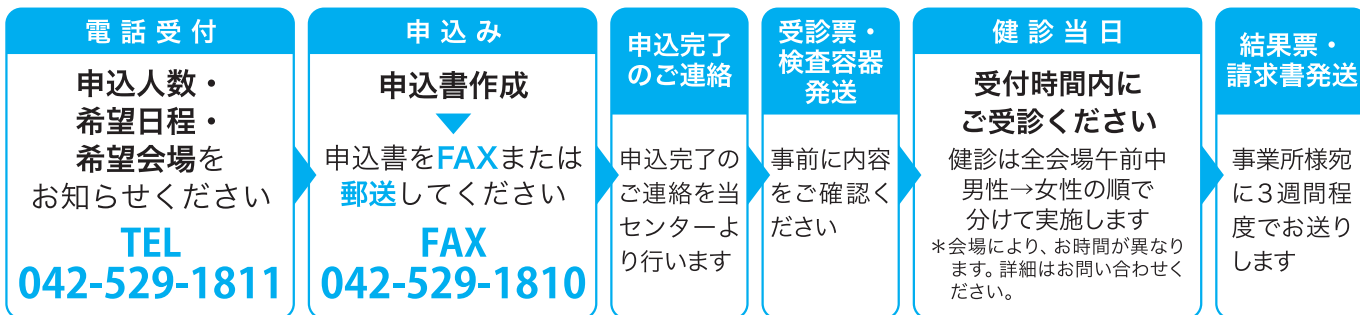 電話受付
申込人数・
希望日程・
希望会場を
お知らせください
TEL
042-529-1811
申込み
申込書作成
申込書をFAXまたは
郵送してください
FAX
042-529-1810
申込完了
のご連絡
申込完了の
ご連絡を当
センターよ
り行います
受診票・
検査容器
発送
事前に内容
をご確認く
ださい
健診当日
受付時間内に
ご受診ください
健診は全会場午前中
男性→女性の順で
分けて実施します
＊会場により、お時間が異なり
ます。詳細はお問い合わせく
ださい。
結果票・
請求書発送
事業所様宛
に3週間程
度でお送り
します